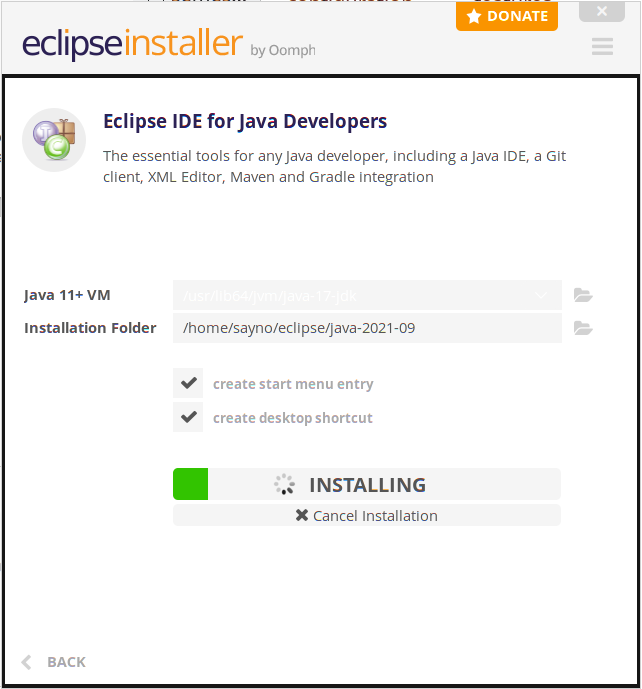 DONATE
eclipse installer by Oomph
Eclipse IDE for Java Developers
The essential tools for any Java developer, including a Java IDE, a Git
client, XML Editor, Maven and Gradle integration
Java 11+ VM /usr/lib64/jvm/java-17-jdk
Installation Folder /home/sayno/eclipse/java-2021-09
create start menu entry
create desktop shortcut
INSTALLING
Cancel Installation
BACK